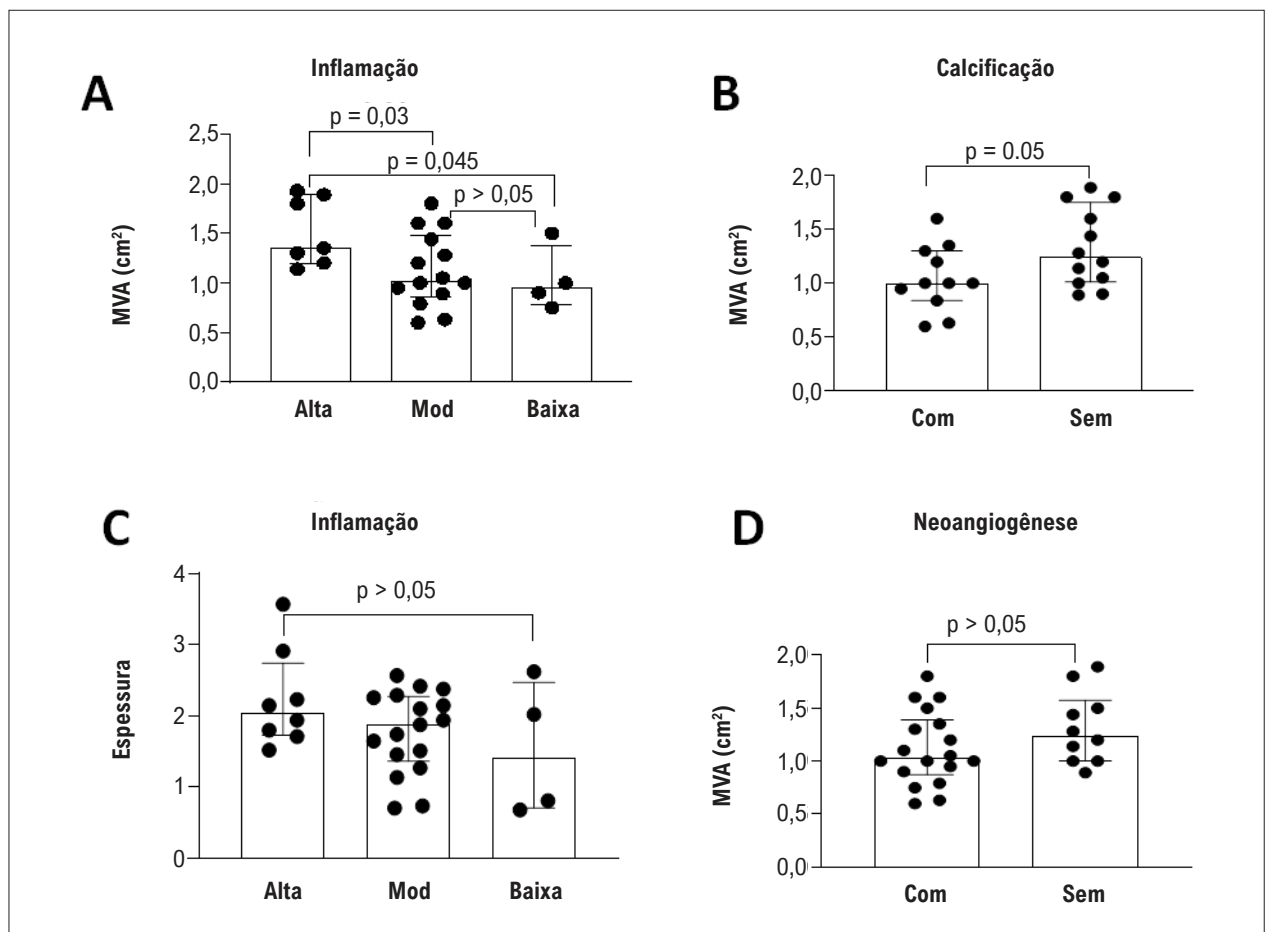 A
Inflamação
p = 0,03
p = 0,045
p > 0,05
MVA (cm²)
2,5
2,0
1,5
1,0
0,5
0,0
Alta Mod Baixa
B
Calcificação
p = 0.05
MVA (cm²)
2,0
1,5
1,0
0,5
0,0
Com Sem
C
Inflamação
p > 0,05
Espessura
4
3
2
1
0
Alta Mod Baixa
D
Neoangiogênese
p > 0,05
MVA (cm²)
2,0
1,5
1,0
0,5
0,0
Com Sem